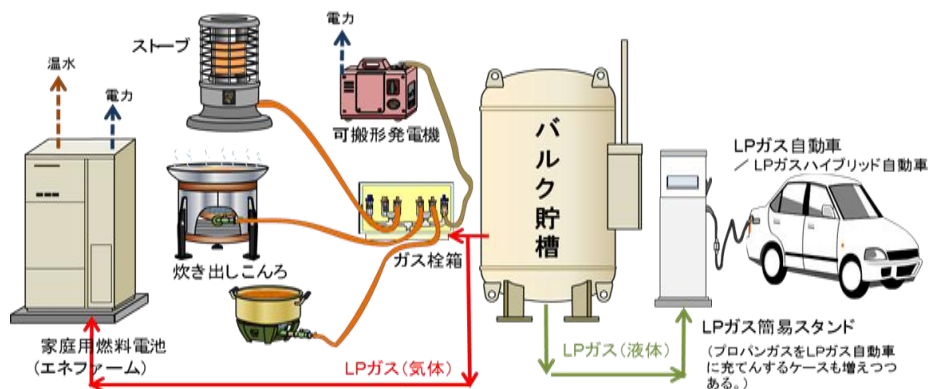 電力
ストーブ
温水
電力
可搬形発電機
バルク貯槽
LPガス自動車
／LPガスハイブリッド自動車
ガス栓箱
炊き出しこんろ
家庭用燃料電池
(エネファーム)
LPガス(気体)
LPガス(液体)
LPガス簡易スタンド
(プロパンガスをLPガス自動車
に充てんするケースも増えつつ
ある。)